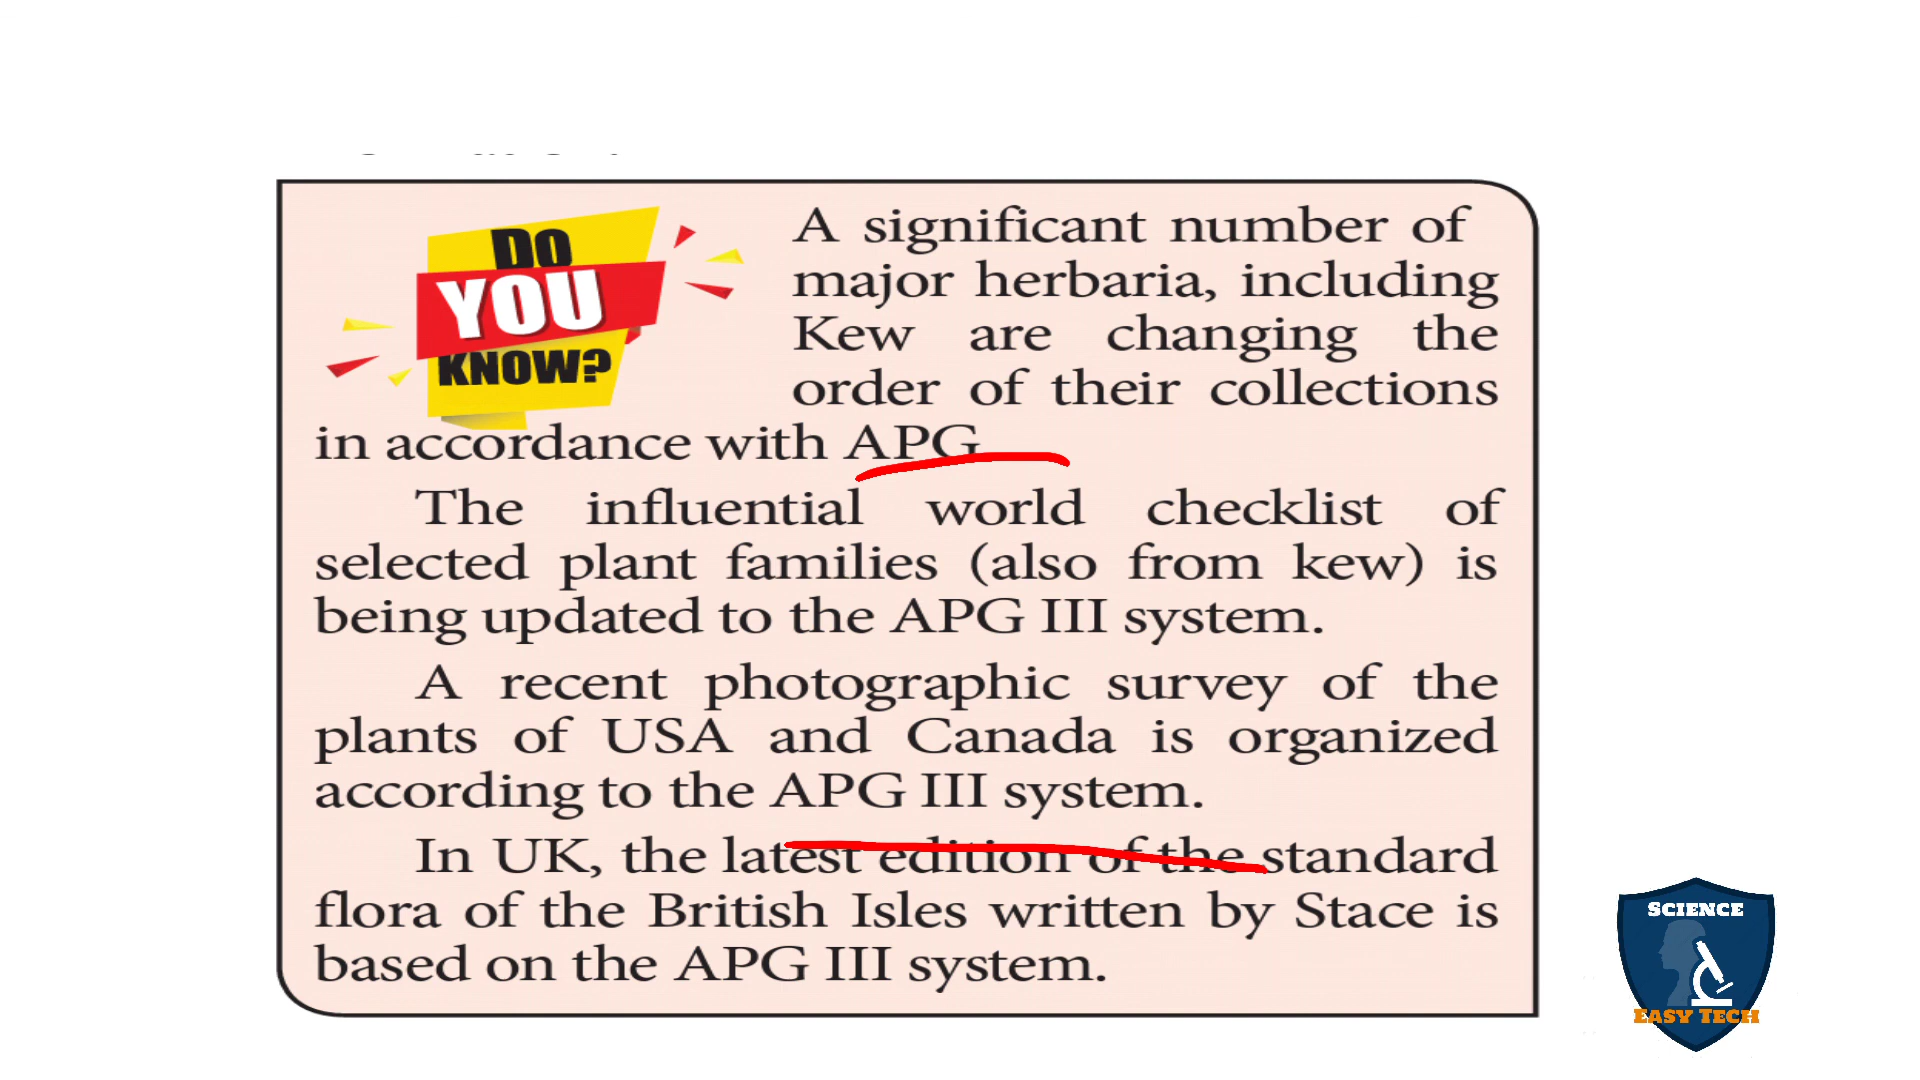 DO
YOU
KNOW?
A significant number of
major herbaria, including
Kew are changing the
order of their collections
in accordance with APG
The influential world checklist of
selected plant families (also from kew) is
being updated to the APG III system.
A recent photographic survey of the
plants of USA and Canada is organized
according to the APG III system.
In UK, the latest edition of the standard
flora of the British Isles written by Stace is
based on the APG III system.
SCIENCE
EASY TECH